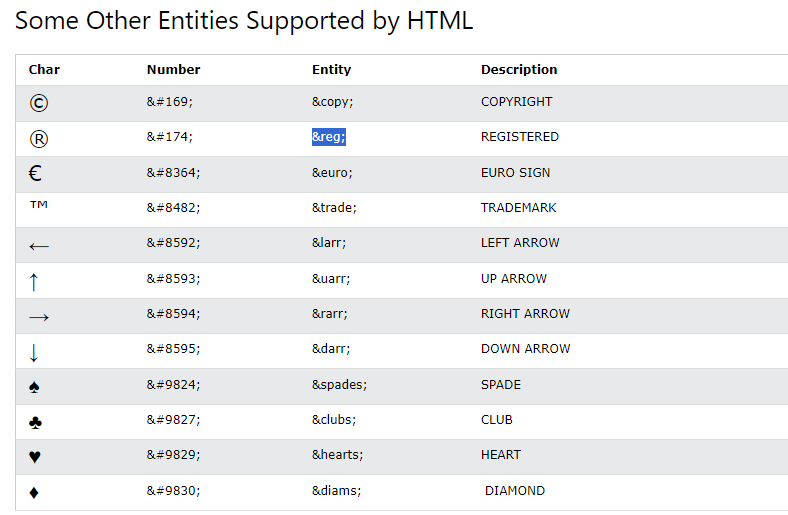 Some Other Entities Supported by HTML
Char Number Entity Description
© &#169; &copy; COPYRIGHT
® &#174; &reg; REGISTERED
€ &#8364; &euro; EURO SIGN
™ &#8482; &trade; TRADEMARK
← &#8592; &larr; LEFT ARROW
↑ &#8593; &uarr; UP ARROW
→ &#8594; &rarr; RIGHT ARROW
↓ &#8595; &darr; DOWN ARROW
♠ &#9824; &spades; SPADE
♣ &#9827; &clubs; CLUB
♥ &#9829; &hearts; HEART
♦ &#9830; &diams; DIAMOND